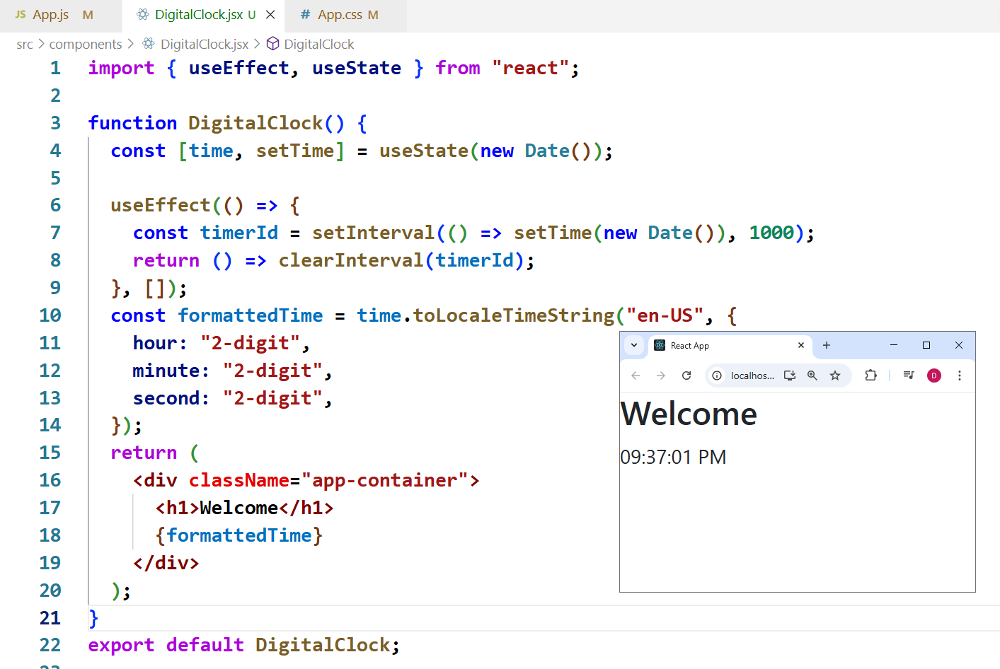 JS App.js M DigitalClock.jsx U # App.css M
src > components > DigitalClock.jsx > DigitalClock
1 import { useEffect, useState } from "react";
2
3 function DigitalClock() {
4 const [time, setTime] = useState(new Date());
5
6 useEffect(() => {
7 const timerId = setInterval(() => setTime(new Date()), 1000);
8 return () => clearInterval(timerId);
9 }, []);
10 const formattedTime = time.toLocaleTimeString("en-US", {
11 hour: "2-digit",
12 minute: "2-digit",
13 second: "2-digit",
14 });
15 return (
16 <div className="app-container">
17 <h1>Welcome</h1>
18 {formattedTime}
19 </div>
20 );
21 }
22 export default DigitalClock;
React App
localhos... D
Welcome
09:37:01 PM